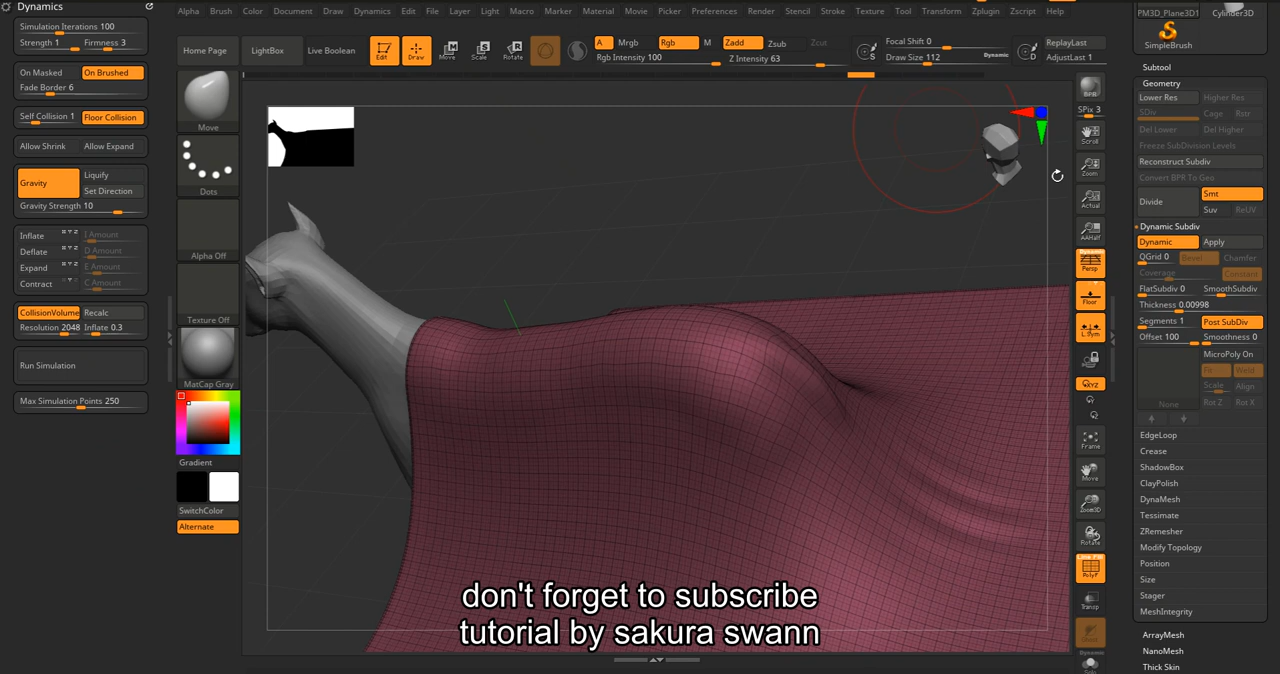 Dynamics
Simulation Iterations 100
Strength 1 Firmness 3
On Masked On Brushed
Fade Border 6
Self Collision 1 Floor Collision
Allow Shrink Allow Expand
Gravity Liquify
Set Direction
Gravity Strength 10
Inflate I Amount
Deflate D Amount
Expand E Amount
Contract C Amount
CollisionVolume Recalc
Resolution 2048 Inflate 0.3
Run Simulation
Max Simulation Points 250
Alpha Brush Color Document Draw Dynamics Edit File Layer Light Macro Marker Material Movie Picker Preferences Render Stencil Stroke Texture Tool Transform Zplugin Zscript Help
Home Page LightBox Live Boolean Edit Draw Move Scale Rotate
A Mrgb Rgb M Zadd Zsub Zcut
Rgb Intensity 100 Z Intensity 63
S Focal Shift 0
Draw Size 112 Dynamic
D ReplayLast
AdjustLast 1
Move
Dots
Alpha Off
Texture Off
MatCap Gray
Gradient
SwitchColor
Alternate
BPR
SPix 3
Scroll
Zoom
Actual
AAHalf
Dynamic
Persp
Floor
L.Sym
XYZ
Frame
Move
Zoom3D
Rotate
Line Fill
PolyF
Transp
Ghost
Dynamic
Solo
PM3D_Plane3D1 Cylinder3D
SimpleBrush
Subtool
Geometry
Lower Res Higher Res
SDiv Cage Rstr
Del Lower Del Higher
Freeze SubDivision Levels
Reconstruct Subdiv
Convert BPR To Geo
Divide Smt
Suv ReUV
Dynamic Subdiv
Dynamic Apply
QGrid 0 Bevel Chamfer
Coverage Constant
FlatSubdiv 0 SmoothSubdiv
Thickness 0.00998
Segments 1 Post SubDiv
Offset 100 Smoothness 0
MicroPoly On
Fit Weld
Scale Align
None Rot Z Rot X
EdgeLoop
Crease
ShadowBox
ClayPolish
DynaMesh
Tessimate
ZRemesher
Modify Topology
Position
Size
Stager
MeshIntegrity
ArrayMesh
NanoMesh
Thick Skin
don't forget to subscribe
tutorial by sakura swann